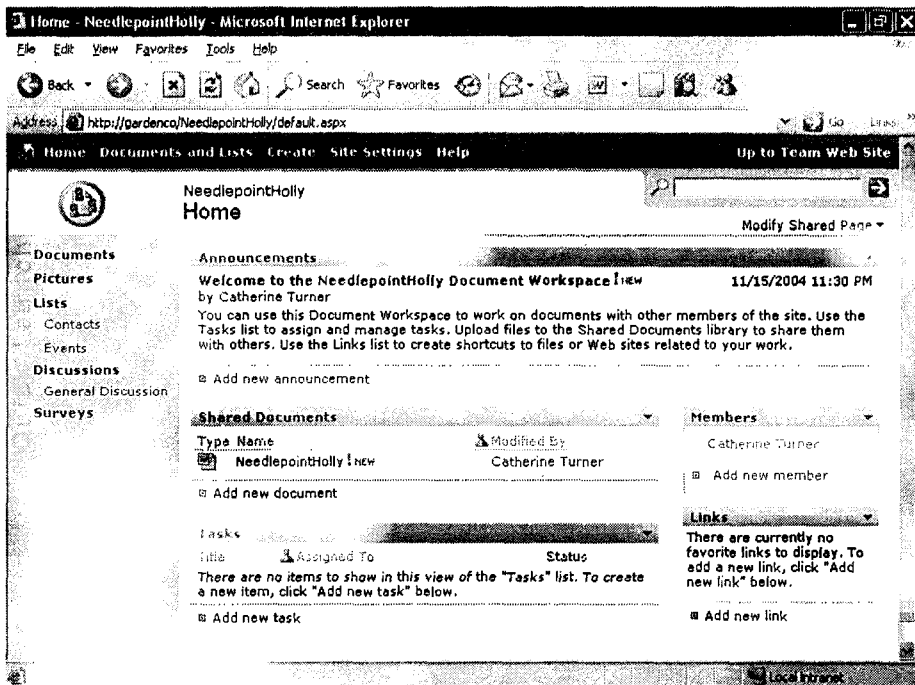 Home - NeedlepointHolly - Microsoft Internet Explorer
File Edit View Favorites Tools Help
Back Search Favorites
Address http://gardenco/NeedlepointHolly/default.aspx Go Links
Home Documents and Lists Create Site Settings Help Up to Team Web Site
NeedlepointHolly
Home
Modify Shared Page
Documents
Pictures
Lists
Contacts
Events
Discussions
General Discussion
Surveys
Announcements
Welcome to the NeedlepointHolly Document Workspace ! NEW 11/15/2004 11:30 PM
by Catherine Turner
You can use this Document Workspace to work on documents with other members of the site. Use the
Tasks list to assign and manage tasks. Upload files to the Shared Documents library to share them
with others. Use the Links list to create shortcuts to files or Web sites related to your work.
Add new announcement
Shared Documents
Type Name Modified By
NeedlepointHolly ! NEW Catherine Turner
Add new document
Tasks
Title Assigned To Status
There are no items to show in this view of the "Tasks" list. To create
a new item, click "Add new task" below.
Add new task
Members
Catherine Turner
Add new member
Links
There are currently no
favorite links to display. To
add a new link, click "Add
new link" below.
Add new link
Local intranet